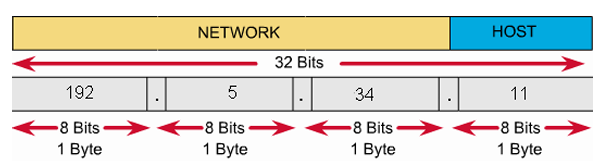 NETWORK HOST
32 Bits
192 . 5 . 34 . 11
8 Bits 8 Bits 8 Bits 8 Bits
1 Byte 1 Byte 1 Byte 1 Byte